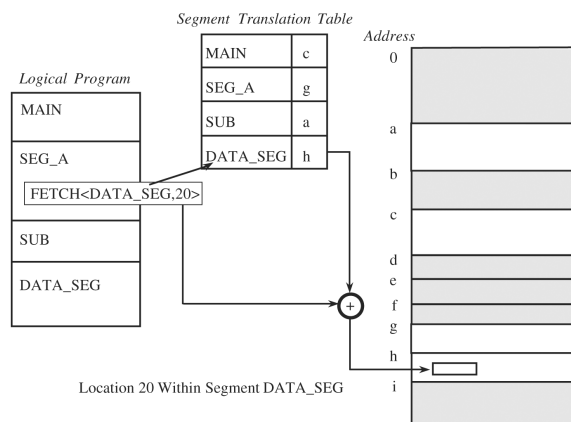 Segment Translation Table
Address
MAIN c
SEG_A g
SUB a
DATA_SEG h
Logical Program
MAIN
SEG_A
FETCH<DATA_SEG,20>
SUB
DATA_SEG
0
a
b
c
d
e
f
g
h
i
+
Location 20 Within Segment DATA_SEG